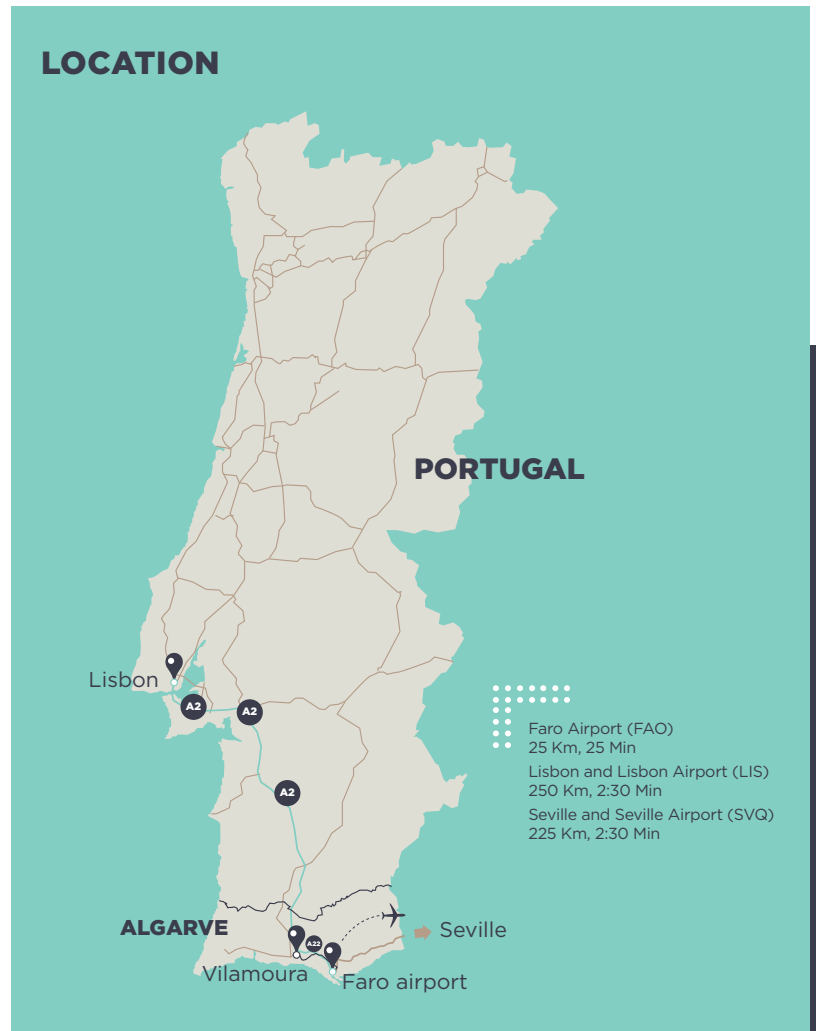 LOCATION
PORTUGAL
Lisbon
A2
A2
A2
Faro Airport (FAO)
25 Km, 25 Min
Lisbon and Lisbon Airport (LIS)
250 Km, 2:30 Min
Seville and Seville Airport (SVQ)
225 Km, 2:30 Min
ALGARVE
A22
Seville
Vilamoura
Faro airport